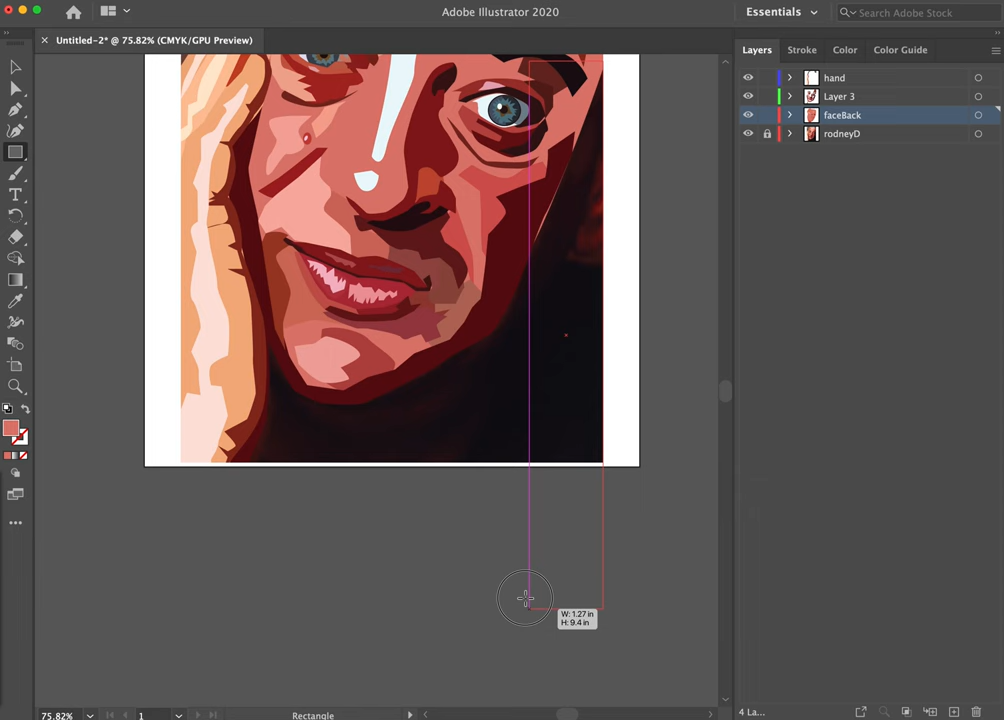 Adobe Illustrator 2020
Essentials
Search Adobe Stock
Untitled-2* @ 75.82% (CMYK/GPU Preview)
Layers Stroke Color Color Guide
hand
Layer 3
faceBack
rodneyD
W: 1.27 in
H: 9.4 in
75.82%
1
Rectangle
4 La...